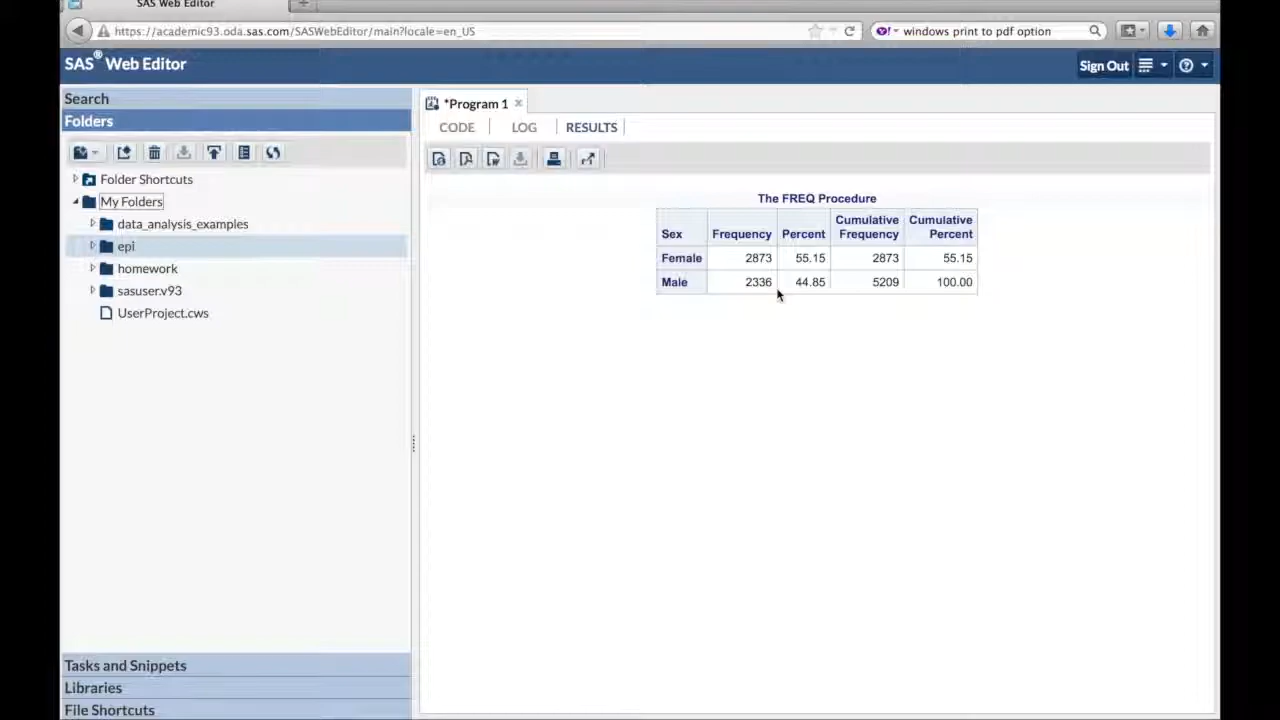 SAS Web Editor
https://academic93.oda.sas.com/SASWebEditor/main?locale=en_US
windows print to pdf option
SAS® Web Editor
Sign Out
Search
Folders
Folder Shortcuts
My Folders
data_analysis_examples
epi
homework
sasuser.v93
UserProject.cws
Tasks and Snippets
Libraries
File Shortcuts
*Program 1
CODE LOG RESULTS
The FREQ Procedure
Sex Frequency Percent Cumulative Frequency Cumulative Percent
Female 2873 55.15 2873 55.15
Male 2336 44.85 5209 100.00